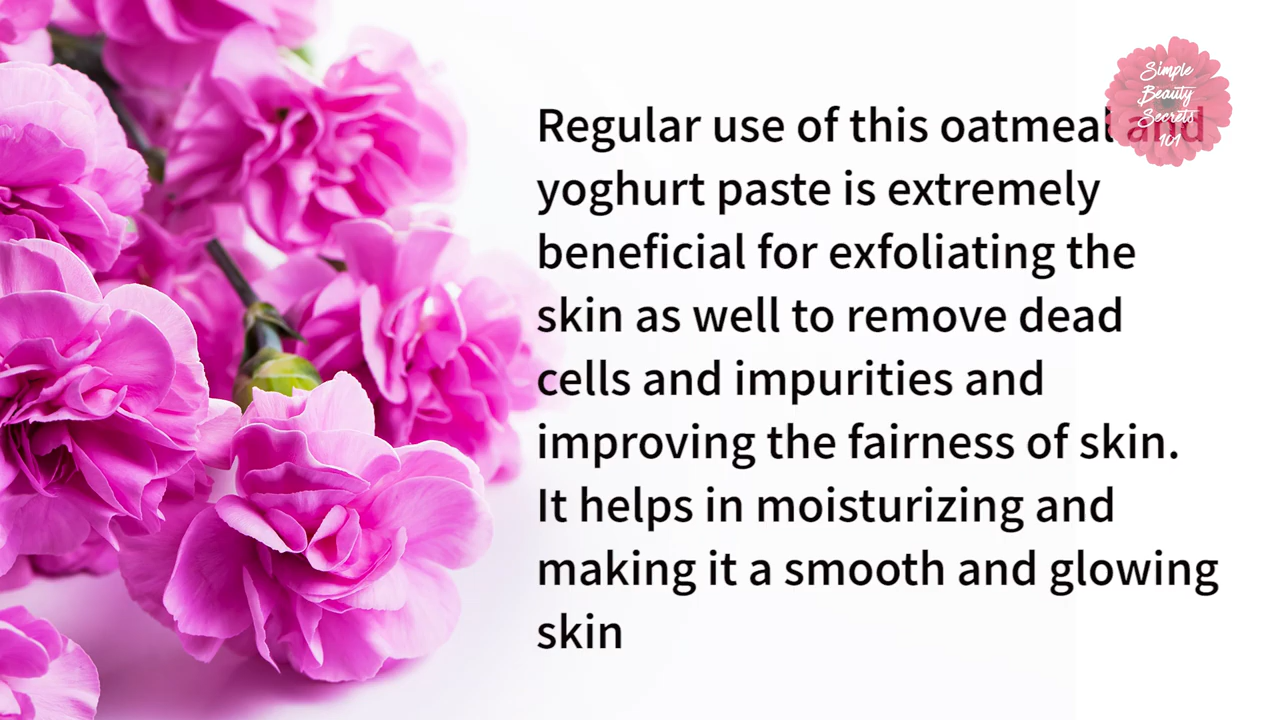 Simple
Beauty
Secrets
101
Regular use of this oatmeal and
yoghurt paste is extremely
beneficial for exfoliating the
skin as well to remove dead
cells and impurities and
improving the fairness of skin.
It helps in moisturizing and
making it a smooth and glowing
skin